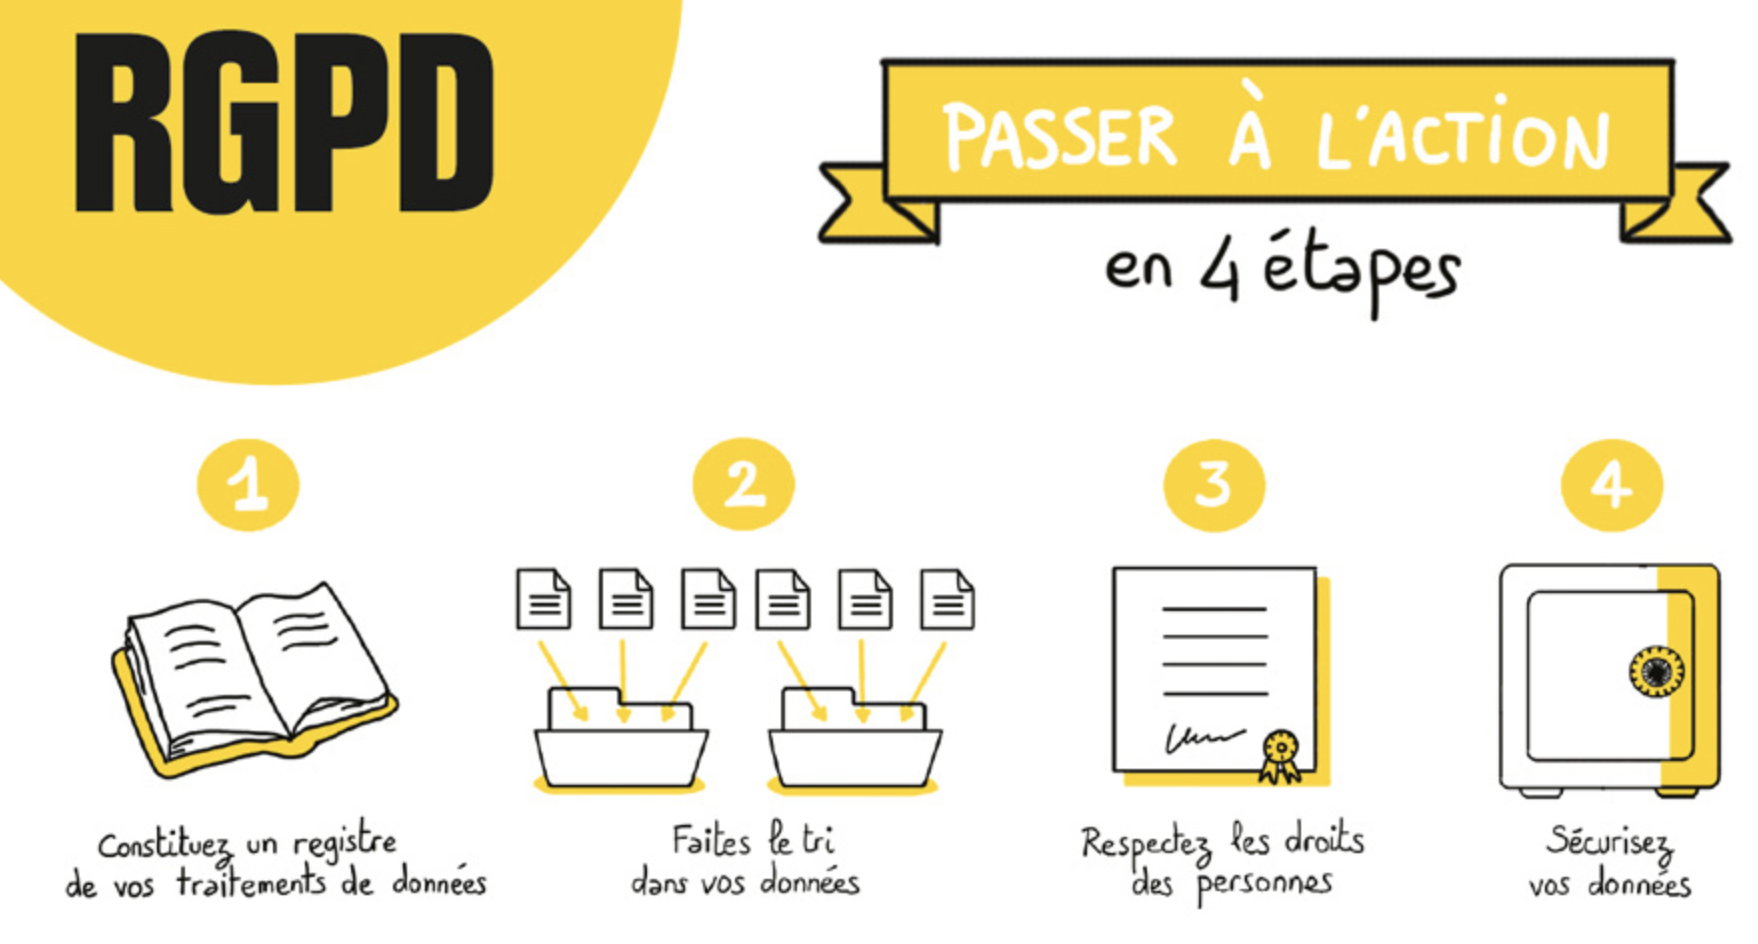 RGPD
PASSER À L'ACTION
en 4 étapes
1
2
3
4
Constituez un registre
de vos traitements de données
Faites le tri
dans vos données
Respectez les droits
des personnes
Sécurisez
vos données